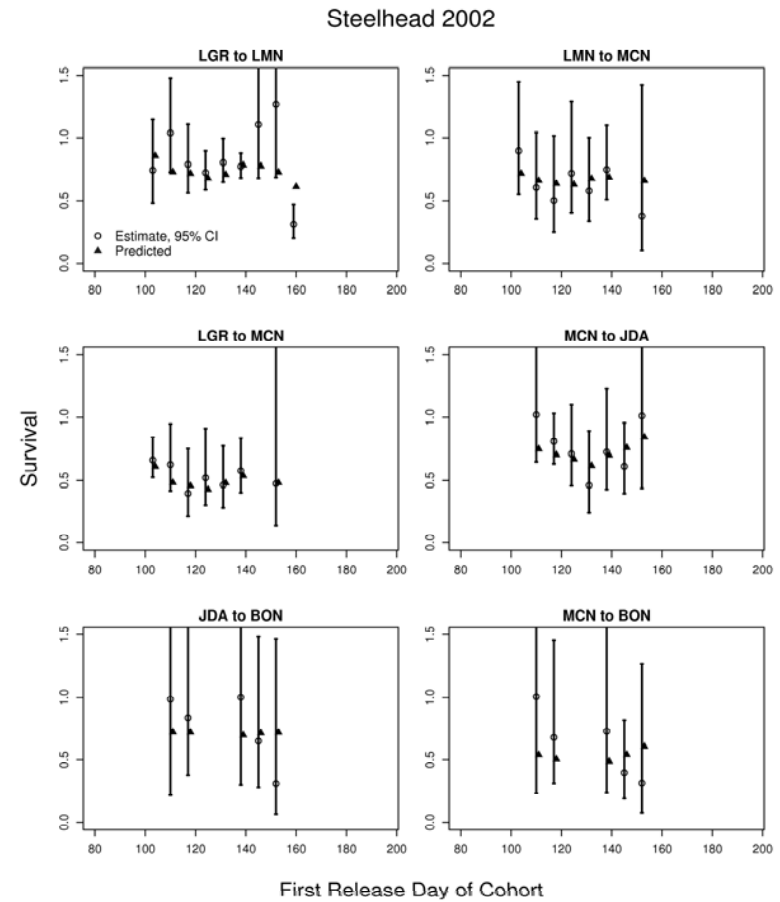 Steelhead 2002
LGR to LMN
LMN to MCN
1.5
1.0
0.5
0.0
Estimate, 95% CI
Predicted
80 100 120 140 160 180 200
1.5
1.0
0.5
0.0
80 100 120 140 160 180 200
LGR to MCN
MCN to JDA
Survival
1.5
1.0
0.5
0.0
80 100 120 140 160 180 200
1.5
1.0
0.5
0.0
80 100 120 140 160 180 200
JDA to BON
MCN to BON
1.5
1.0
0.5
0.0
80 100 120 140 160 180 200
1.5
1.0
0.5
0.0
80 100 120 140 160 180 200
First Release Day of Cohort